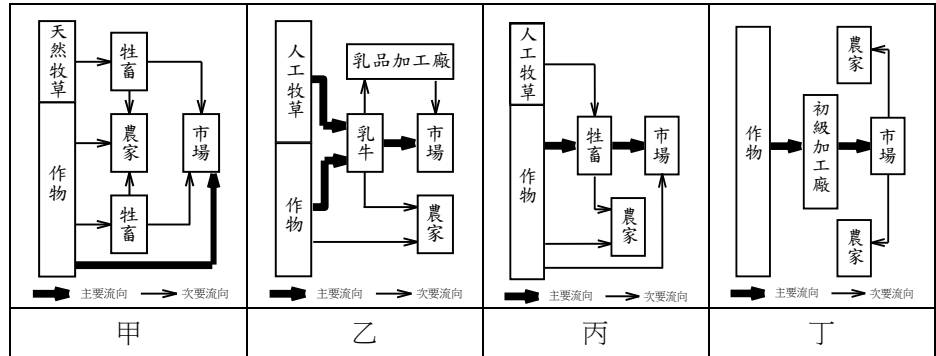 天然牧草
作物
牲畜
農家
牲畜
市場
主要流向
次要流向
甲
人工牧草
作物
乳品加工廠
乳牛
市場
農家
主要流向
次要流向
乙
人工牧草
作物
牲畜
市場
農家
主要流向
次要流向
丙
作物
初級加工廠
農家
市場
農家
主要流向
次要流向
丁